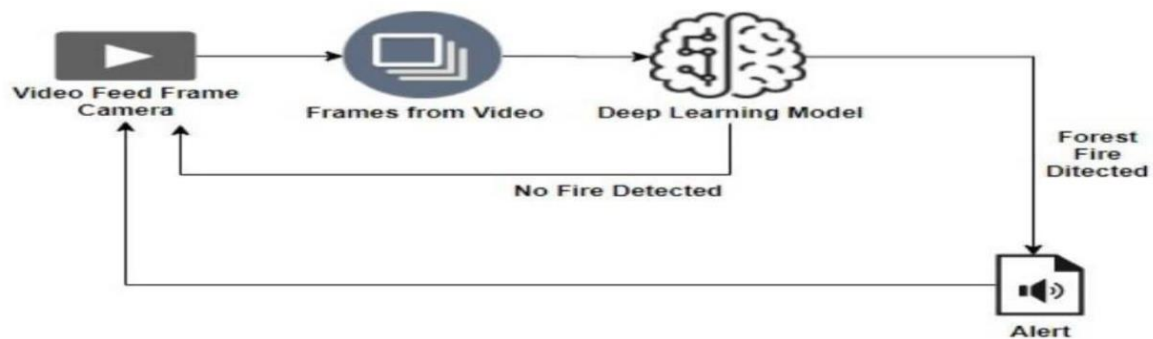 Video Feed Frame
Camera
Frames from Video
Deep Learning Model
Forest
Fire
Ditected
No Fire Detected
Alert